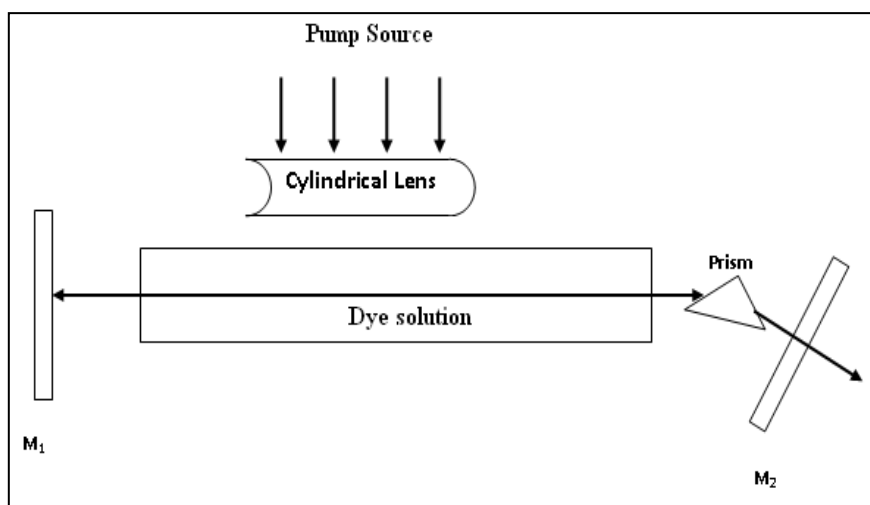 Pump Source
Cylindrical Lens
Prism
Dye solution
M₁
M₂